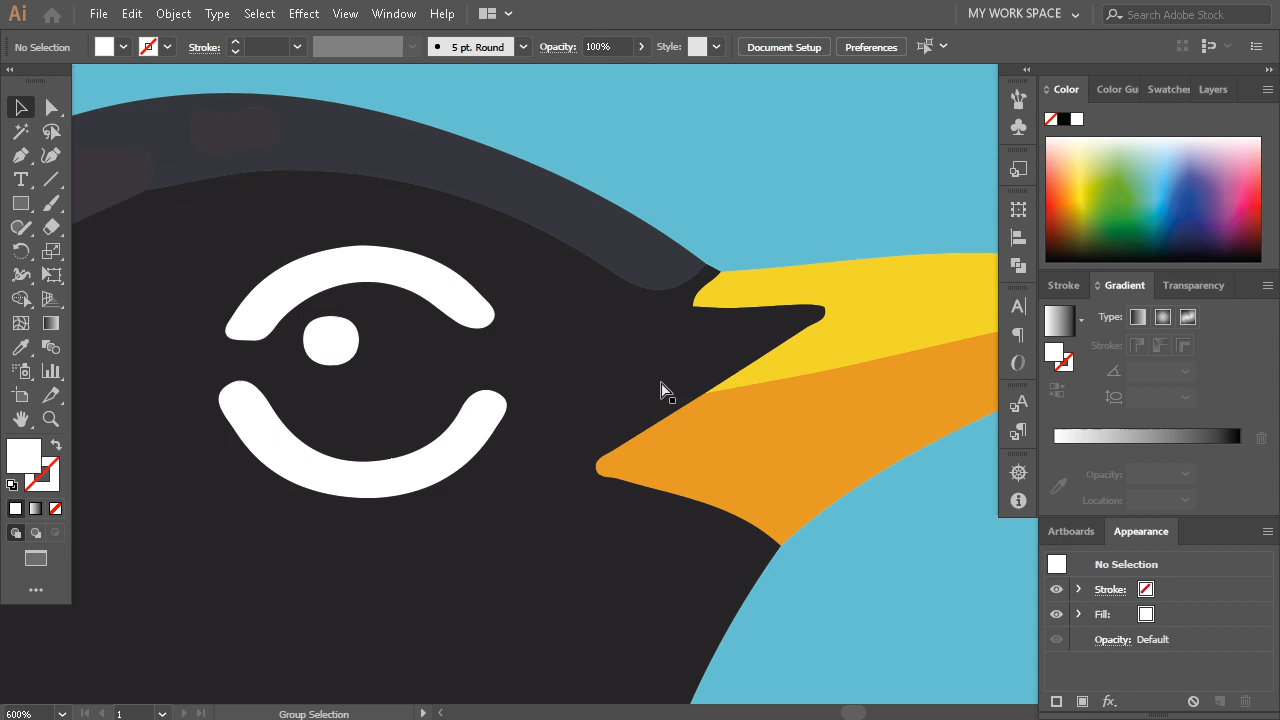 Ai File Edit Object Type Select Effect View Window Help MY WORK SPACE Search Adobe Stock
No Selection Stroke: 5 pt. Round Opacity: 100% Style: Document Setup Preferences
Color Color Gu Swatches Layers
Stroke Gradient Transparency
Type:
Stroke:
Opacity:
Location:
Artboards Appearance
No Selection
Stroke:
Fill:
Opacity: Default
fx.
600% 1 Group Selection